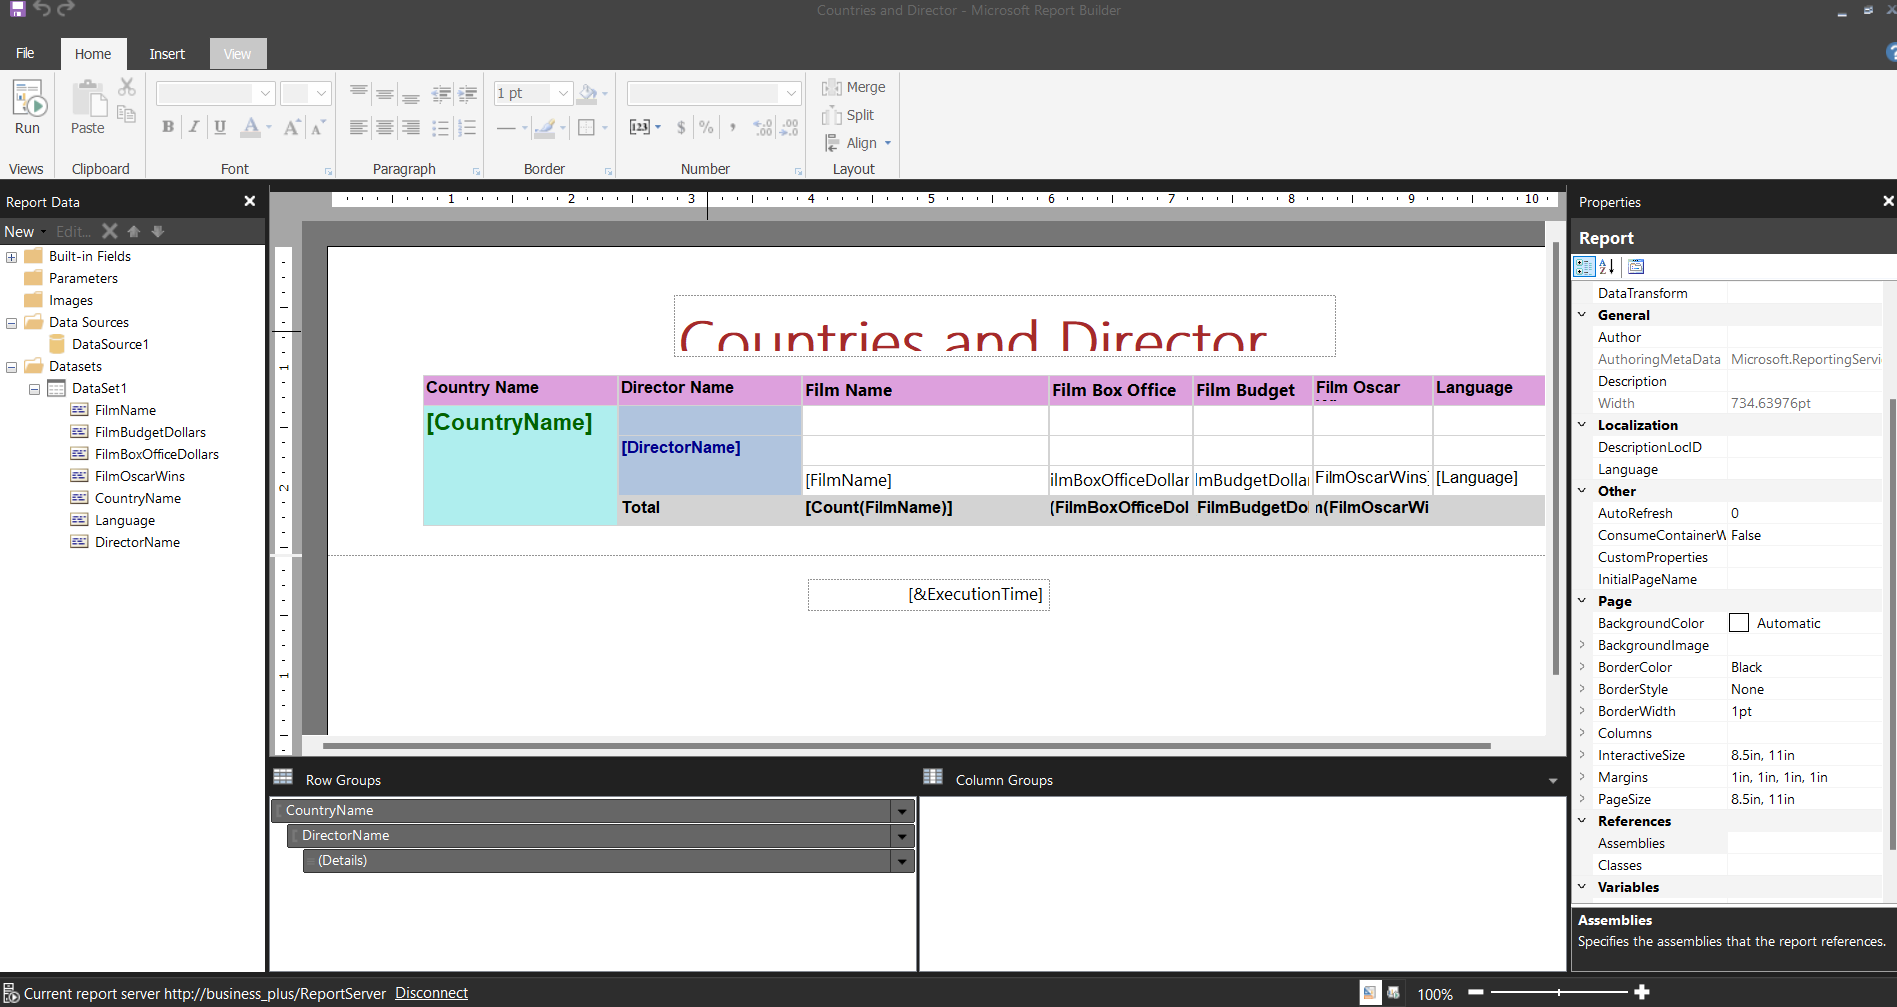 Countries and Director - Microsoft Report Builder
File Home Insert View
Run
Paste
1 pt
Merge
Split
Align
B I U A A A
[123] $ % , .00 .00
Views Clipboard Font Paragraph Border Number Layout
Report Data
New Edit...
Built-in Fields
Parameters
Images
Data Sources
DataSource1
Datasets
DataSet1
FilmName
FilmBudgetDollars
FilmBoxOfficeDollars
FilmOscarWins
CountryName
Language
DirectorName
1 2 3 4 5 6 7 8 9 10
1
2
1
Countries and Director
Country Name Director Name Film Name Film Box Office Film Budget Film Oscar Language
[CountryName]
[DirectorName]
[FilmName] ilmBoxOfficeDollar lmBudgetDolla FilmOscarWins [Language]
Total [Count(FilmName)] (FilmBoxOfficeDol FilmBudgetDo (FilmOscarWi
[&ExecutionTime]
Row Groups
CountryName
DirectorName
(Details)
Column Groups
Properties
Report
DataTransform
General
Author
AuthoringMetaData Microsoft.ReportingServi
Description
Width 734.63976pt
Localization
DescriptionLocID
Language
Other
AutoRefresh 0
ConsumeContainerW False
CustomProperties
InitialPageName
Page
BackgroundColor Automatic
BackgroundImage
BorderColor Black
BorderStyle None
BorderWidth 1pt
Columns
InteractiveSize 8.5in, 11in
Margins 1in, 1in, 1in, 1in
PageSize 8.5in, 11in
References
Assemblies
Classes
Variables
Assemblies
Specifies the assemblies that the report references.
Current report server http://business_plus/ReportServer Disconnect
100%